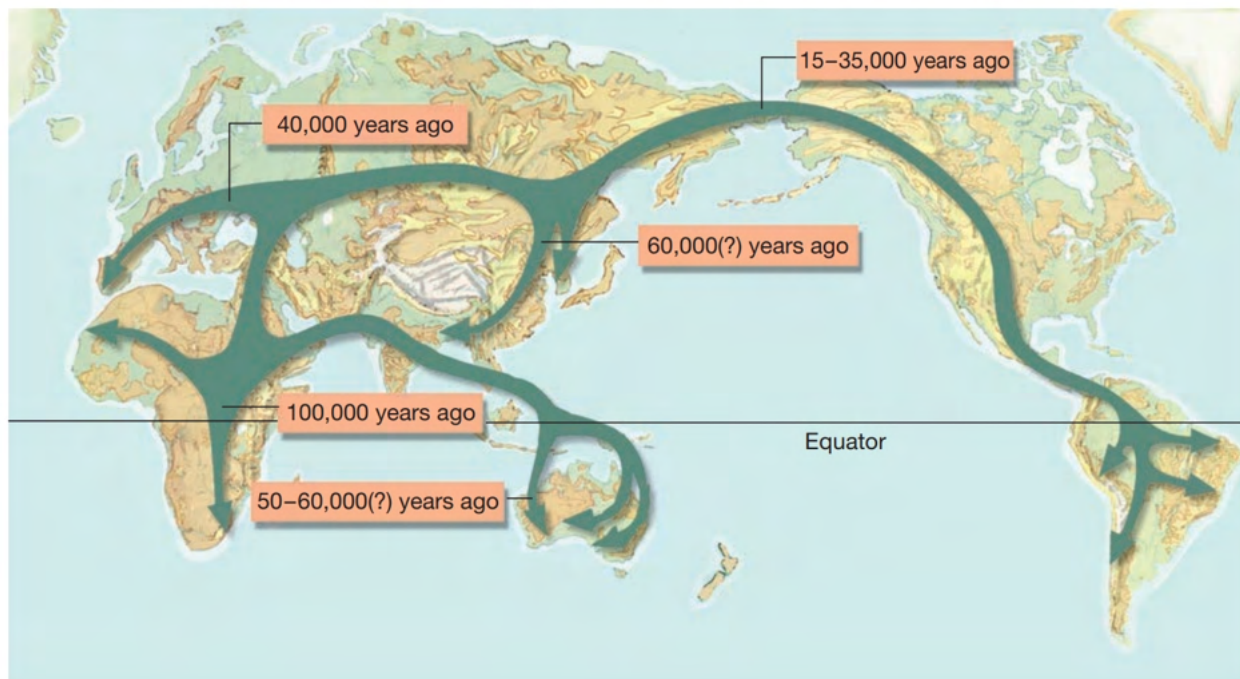 15–35,000 years ago
40,000 years ago
60,000(?) years ago
100,000 years ago
Equator
50–60,000(?) years ago